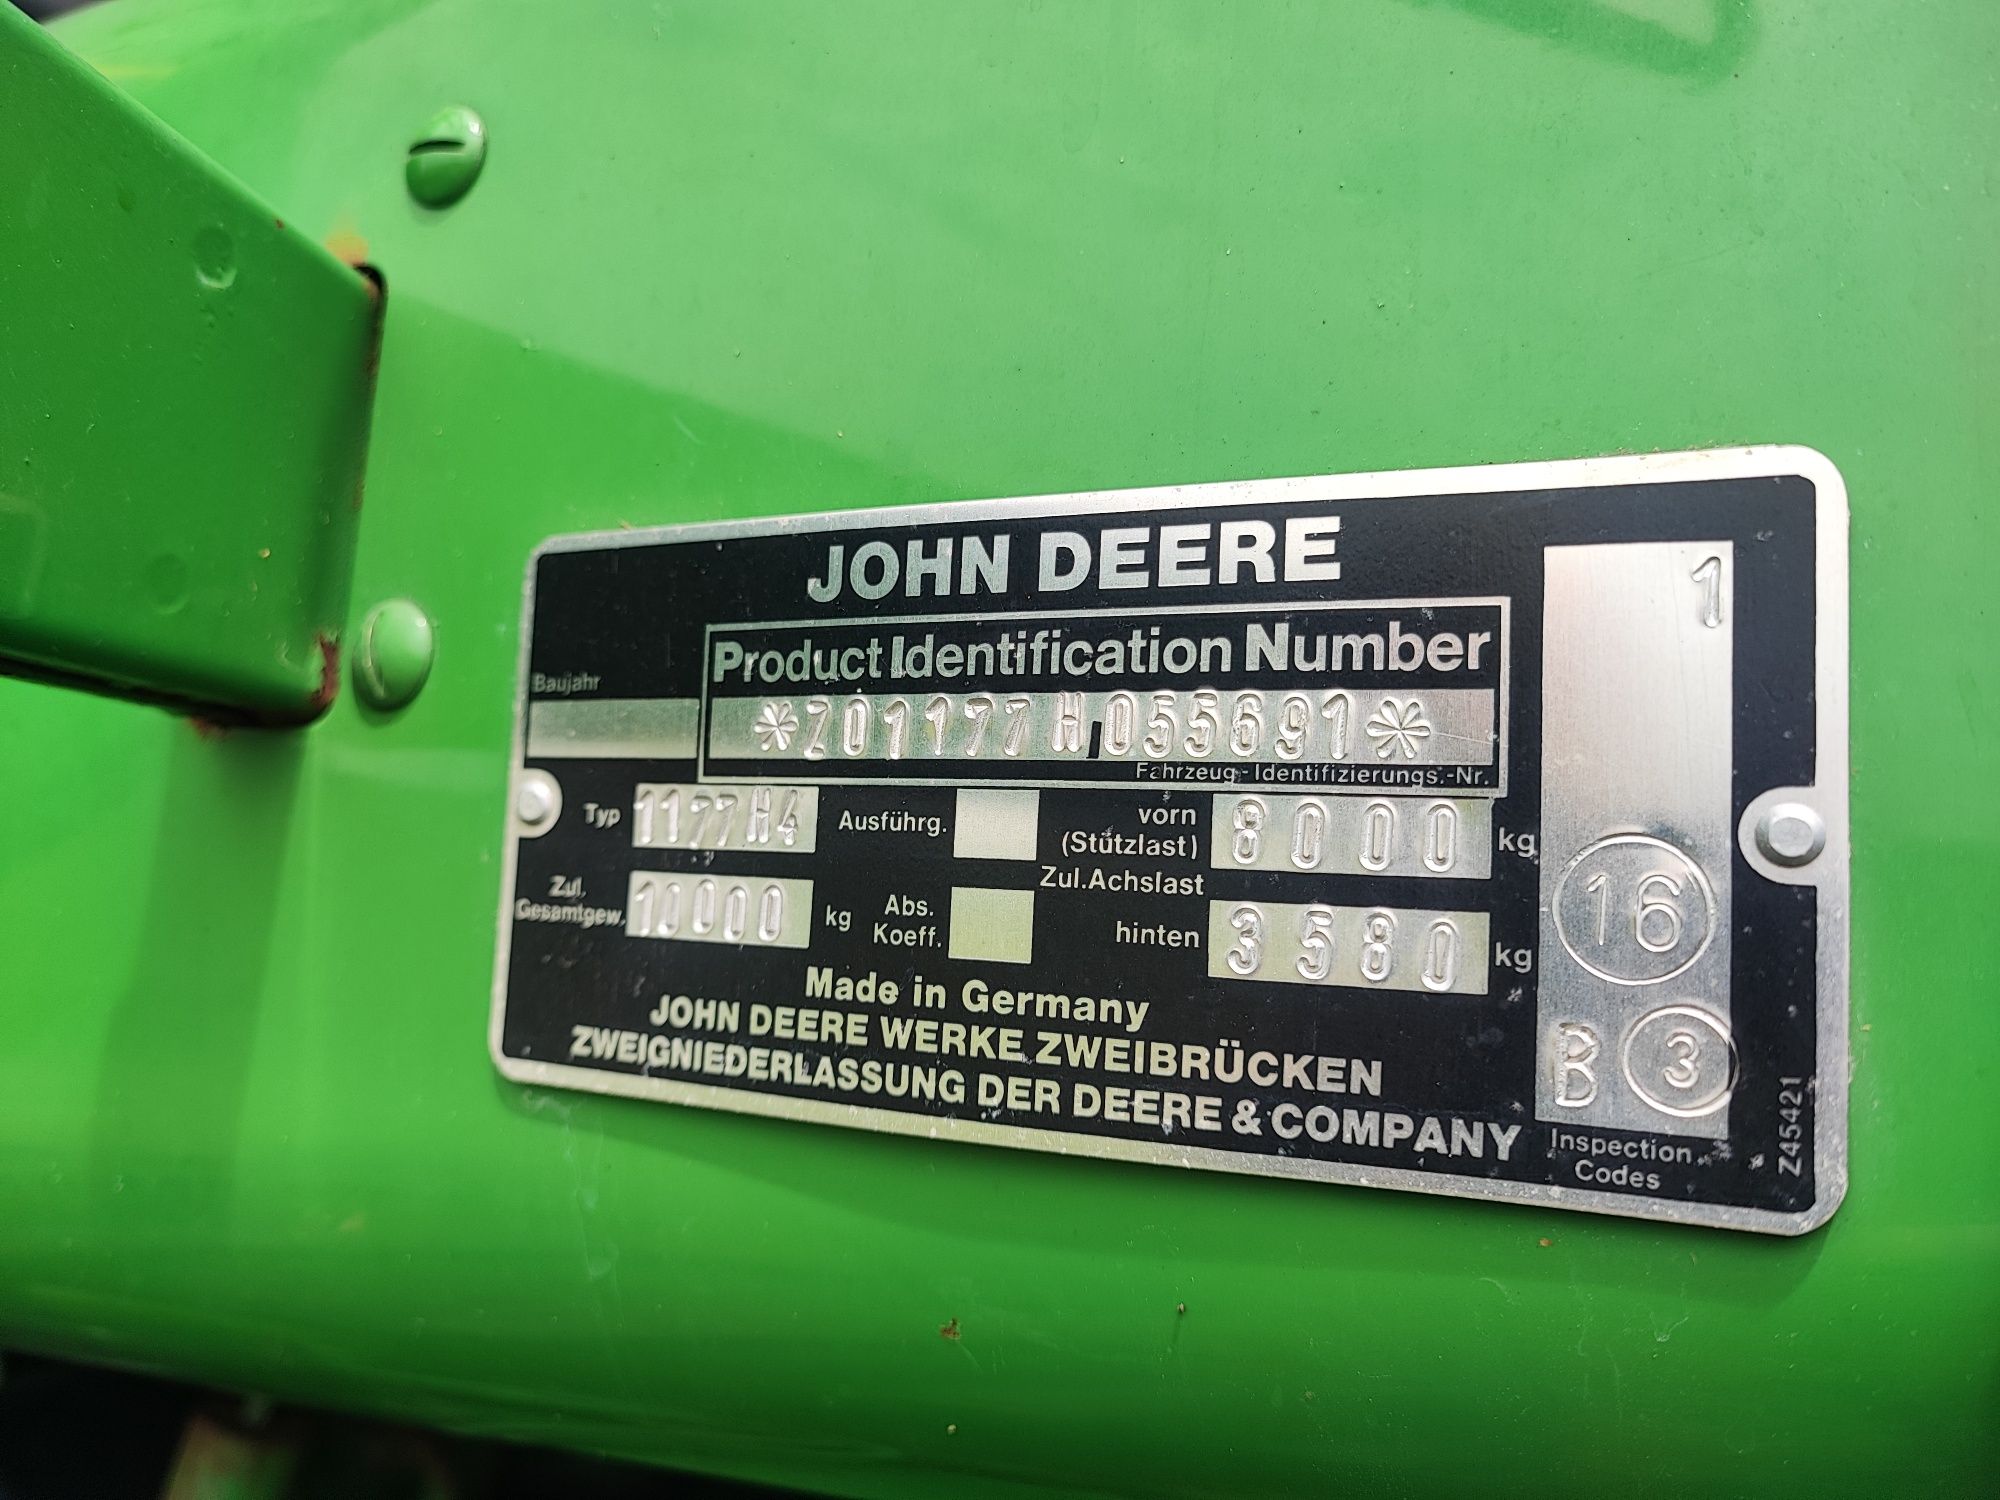 JOHN DEERE
1
Product Identification Number
Baujahr
*Z01177H055691*
Fahrzeug-Identifizierungs.-Nr.
Typ 1177H4 Ausführg. vorn (Stützlast) 8000 kg
Zul. Achslast
Zul. Gesamtgew. 10000 kg Abs. Koeff. hinten 3580 kg
16
Made in Germany
JOHN DEERE WERKE ZWEIBRÜCKEN
ZWEIGNIEDERLASSUNG DER DEERE & COMPANY
B 3
Inspection
Codes
Z45421